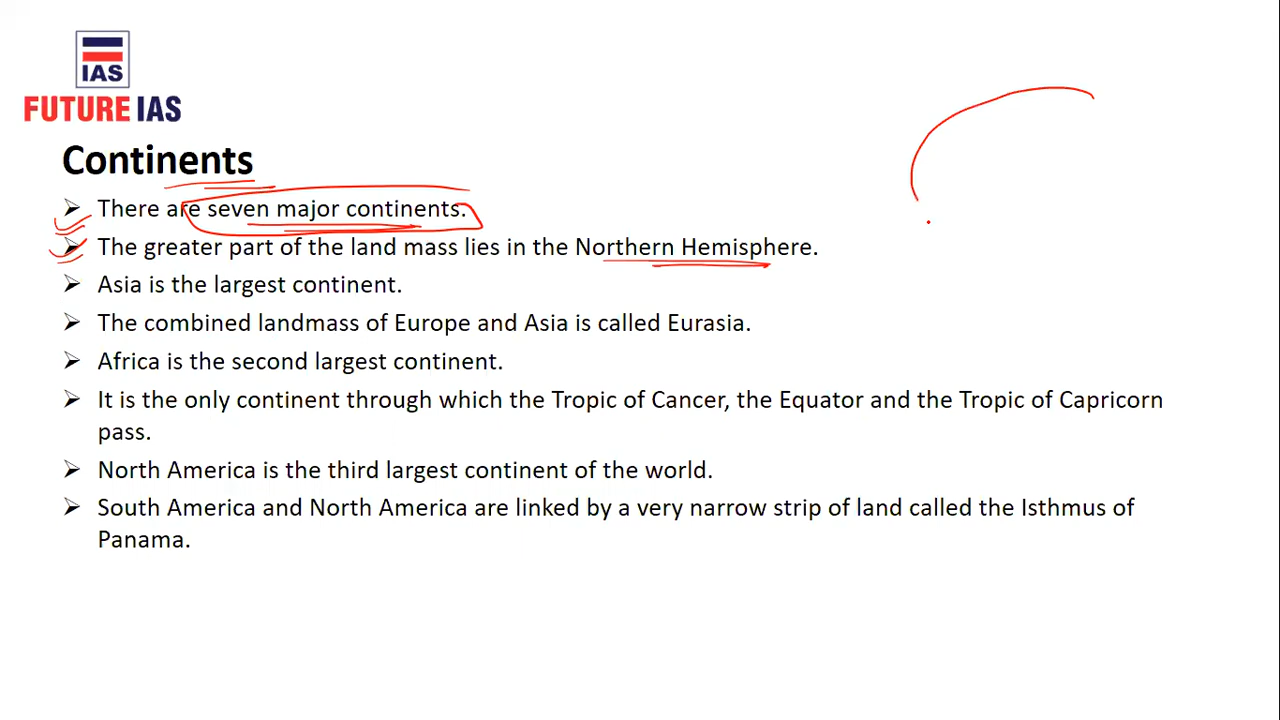 IAS
FUTURE IAS
Continents
➢ There are seven major continents.
➢ The greater part of the land mass lies in the Northern Hemisphere.
➢ Asia is the largest continent.
➢ The combined landmass of Europe and Asia is called Eurasia.
➢ Africa is the second largest continent.
➢ It is the only continent through which the Tropic of Cancer, the Equator and the Tropic of Capricorn
pass.
➢ North America is the third largest continent of the world.
➢ South America and North America are linked by a very narrow strip of land called the Isthmus of
Panama.